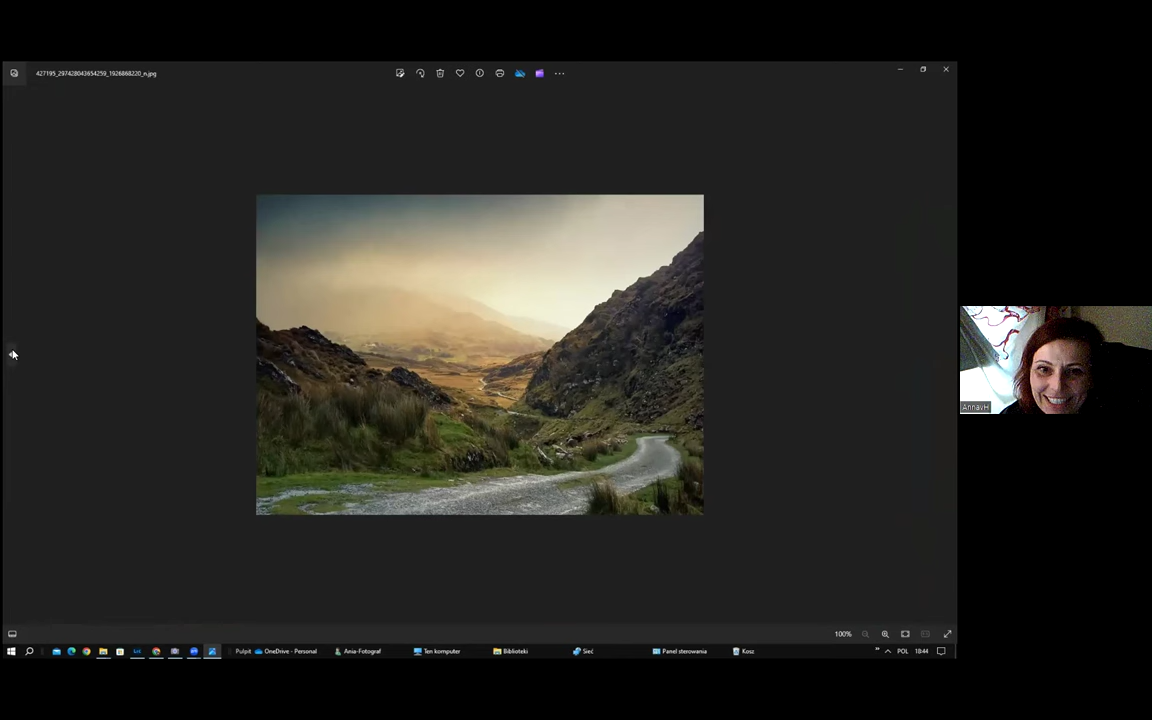 427195_297428043654259_1926868220_n.jpg
AnnavH
100%
Pulpit
OneDrive - Personal
Ania-Fotograf
Ten komputer
Biblioteki
Sieć
Panel sterowania
Kosz
POL
18:44